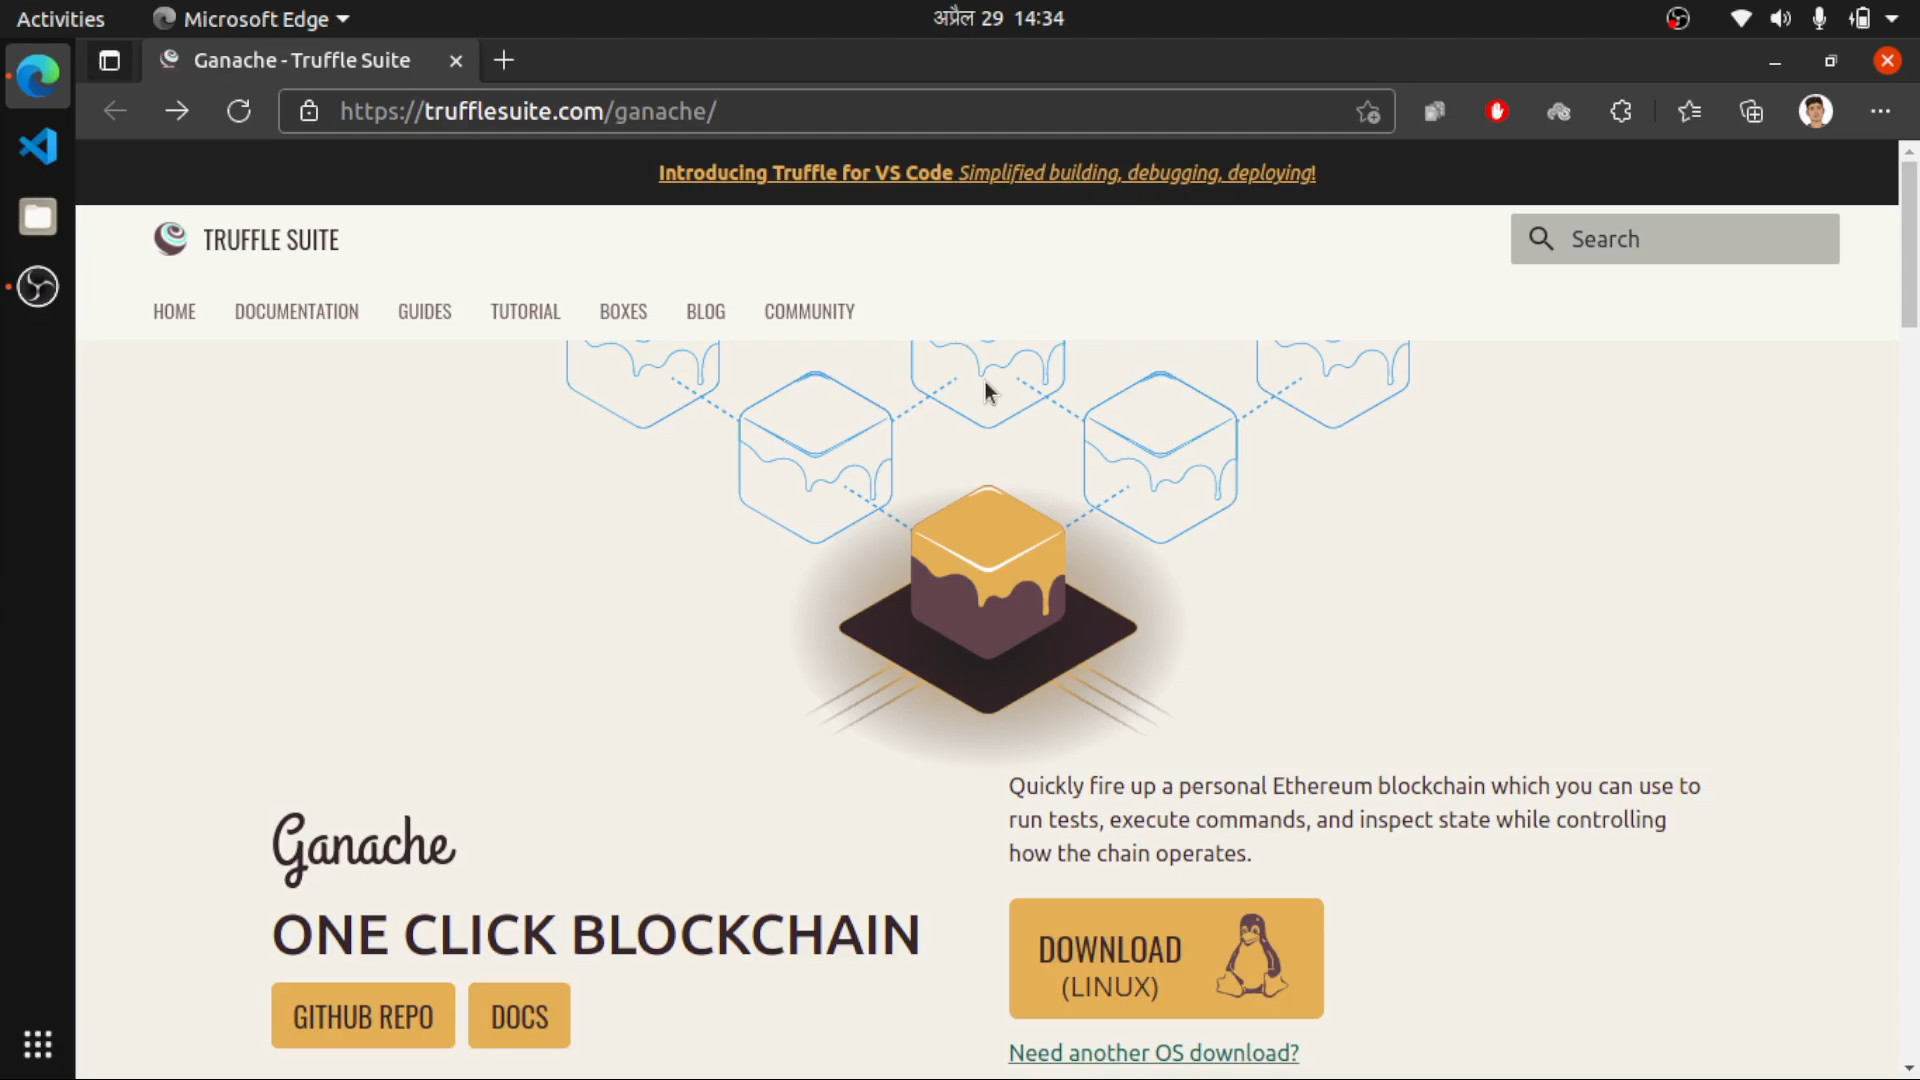 Activities
Microsoft Edge
अप्रैल 29 14:34
Ganache - Truffle Suite
https://trufflesuite.com/ganache/
Introducing Truffle for VS Code Simplified building, debugging, deploying!
TRUFFLE SUITE
Search
HOME
DOCUMENTATION
GUIDES
TUTORIAL
BOXES
BLOG
COMMUNITY
Ganache
ONE CLICK BLOCKCHAIN
GITHUB REPO
DOCS
Quickly fire up a personal Ethereum blockchain which you can use to
run tests, execute commands, and inspect state while controlling
how the chain operates.
DOWNLOAD
(LINUX)
Need another OS download?